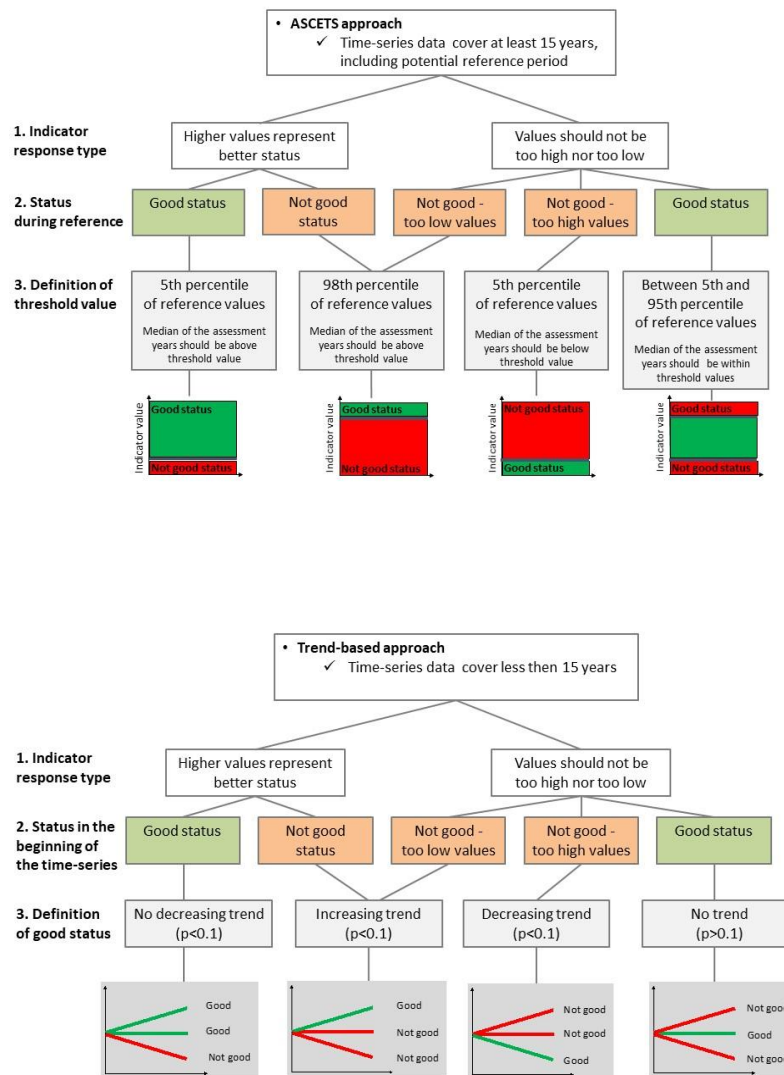 • ASCETS approach
✓ Time-series data cover at least 15 years,
including potential reference period
1. Indicator
response type
Higher values represent
better status
Values should not be
too high nor too low
2. Status
during reference
Good status
Not good
status
Not good -
too low values
Not good -
too high values
Good status
3. Definition of
threshold value
5th percentile
of reference values
Median of the assessment
years should be above
threshold value
98th percentile
of reference values
Median of the assessment
years should be above
threshold value
5th percentile
of reference values
Median of the assessment
years should be below
threshold value
Between 5th and
95th percentile
of reference values
Median of the assessment
years should be within
threshold values
Indicator value
Good status
Not good status
Indicator value
Good status
Not good status
Indicator value
Not good status
Good status
Indicator value
Good status
Not good status
• Trend-based approach
✓ Time-series data cover less then 15 years
1. Indicator
response type
Higher values represent
better status
Values should not be
too high nor too low
2. Status in the
beginning of
the time-series
Good status
Not good
status
Not good -
too low values
Not good -
too high values
Good status
3. Definition
of good status
No decreasing trend
(p<0.1)
Increasing trend
(p<0.1)
Decreasing trend
(p<0.1)
No trend
(p>0.1)
Good
Good
Not good
Good
Not good
Not good
Not good
Not good
Good
Not good
Good
Not good